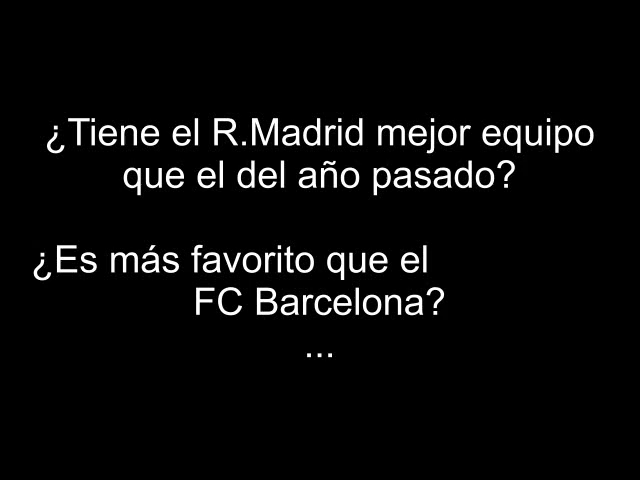 ¿Tiene el R.Madrid mejor equipo
que el del año pasado?
¿Es más favorito que el
FC Barcelona?
...